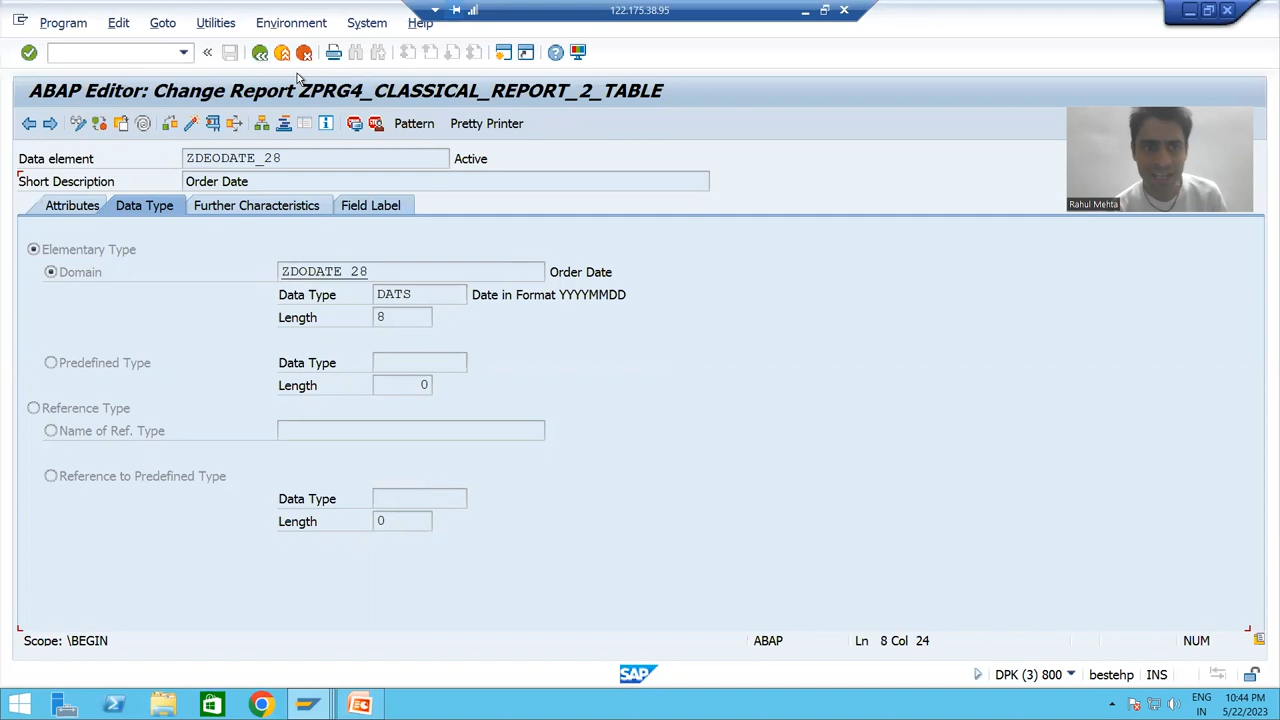 122.175.38.95
Program Edit Goto Utilities Environment System Help
ABAP Editor: Change Report ZPRG4_CLASSICAL_REPORT_2_TABLE
Pattern Pretty Printer
Data element ZDEODATE_28 Active
Short Description Order Date
Attributes Data Type Further Characteristics Field Label
Rahul Mehta
Elementary Type
Domain ZDODATE_28 Order Date
Data Type DATS Date in Format YYYYMMDD
Length 8
Predefined Type Data Type
Length 0
Reference Type
Name of Ref. Type
Reference to Predefined Type
Data Type
Length 0
Scope: \BEGIN ABAP Ln 8 Col 24 NUM
SAP DPK (3) 800 bestehp INS
ENG 10:44 PM
IN 5/22/2023